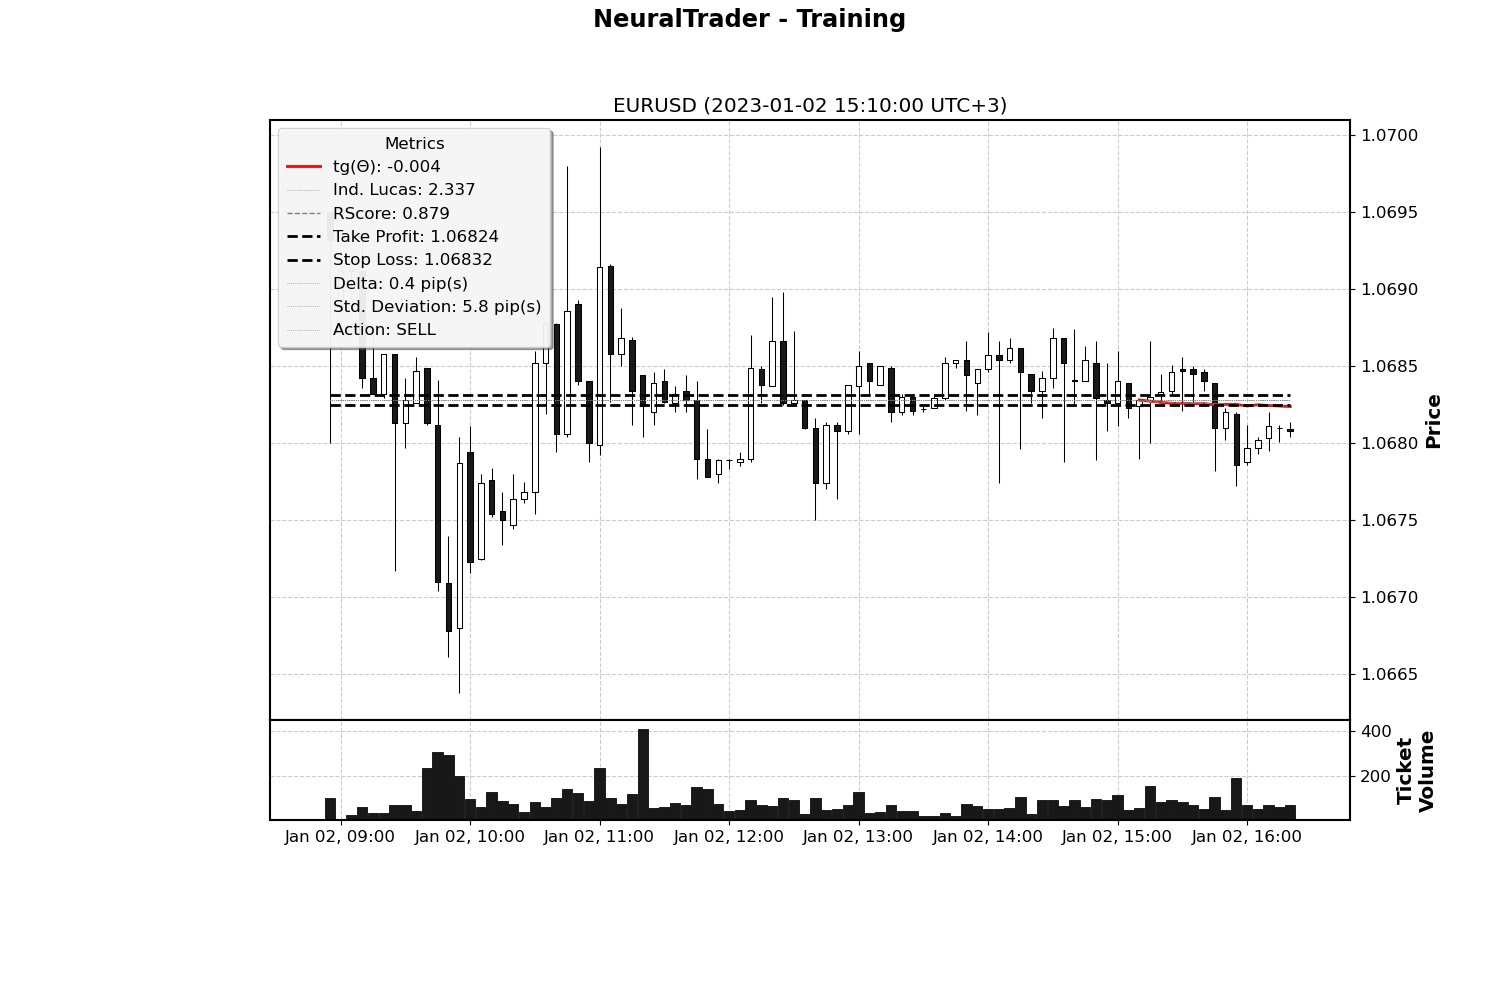 NeuralTrader - Training
EURUSD (2023-01-02 15:10:00 UTC+3)
Metrics
tg(Θ): -0.004
Ind. Lucas: 2.337
RScore: 0.879
Take Profit: 1.06824
Stop Loss: 1.06832
Delta: 0.4 pip(s)
Std. Deviation: 5.8 pip(s)
Action: SELL
1.0700
1.0695
1.0690
1.0685
1.0680
1.0675
1.0670
1.0665
Price
400
200
Ticket
Volume
Jan 02, 09:00 Jan 02, 10:00 Jan 02, 11:00 Jan 02, 12:00 Jan 02, 13:00 Jan 02, 14:00 Jan 02, 15:00 Jan 02, 16:00